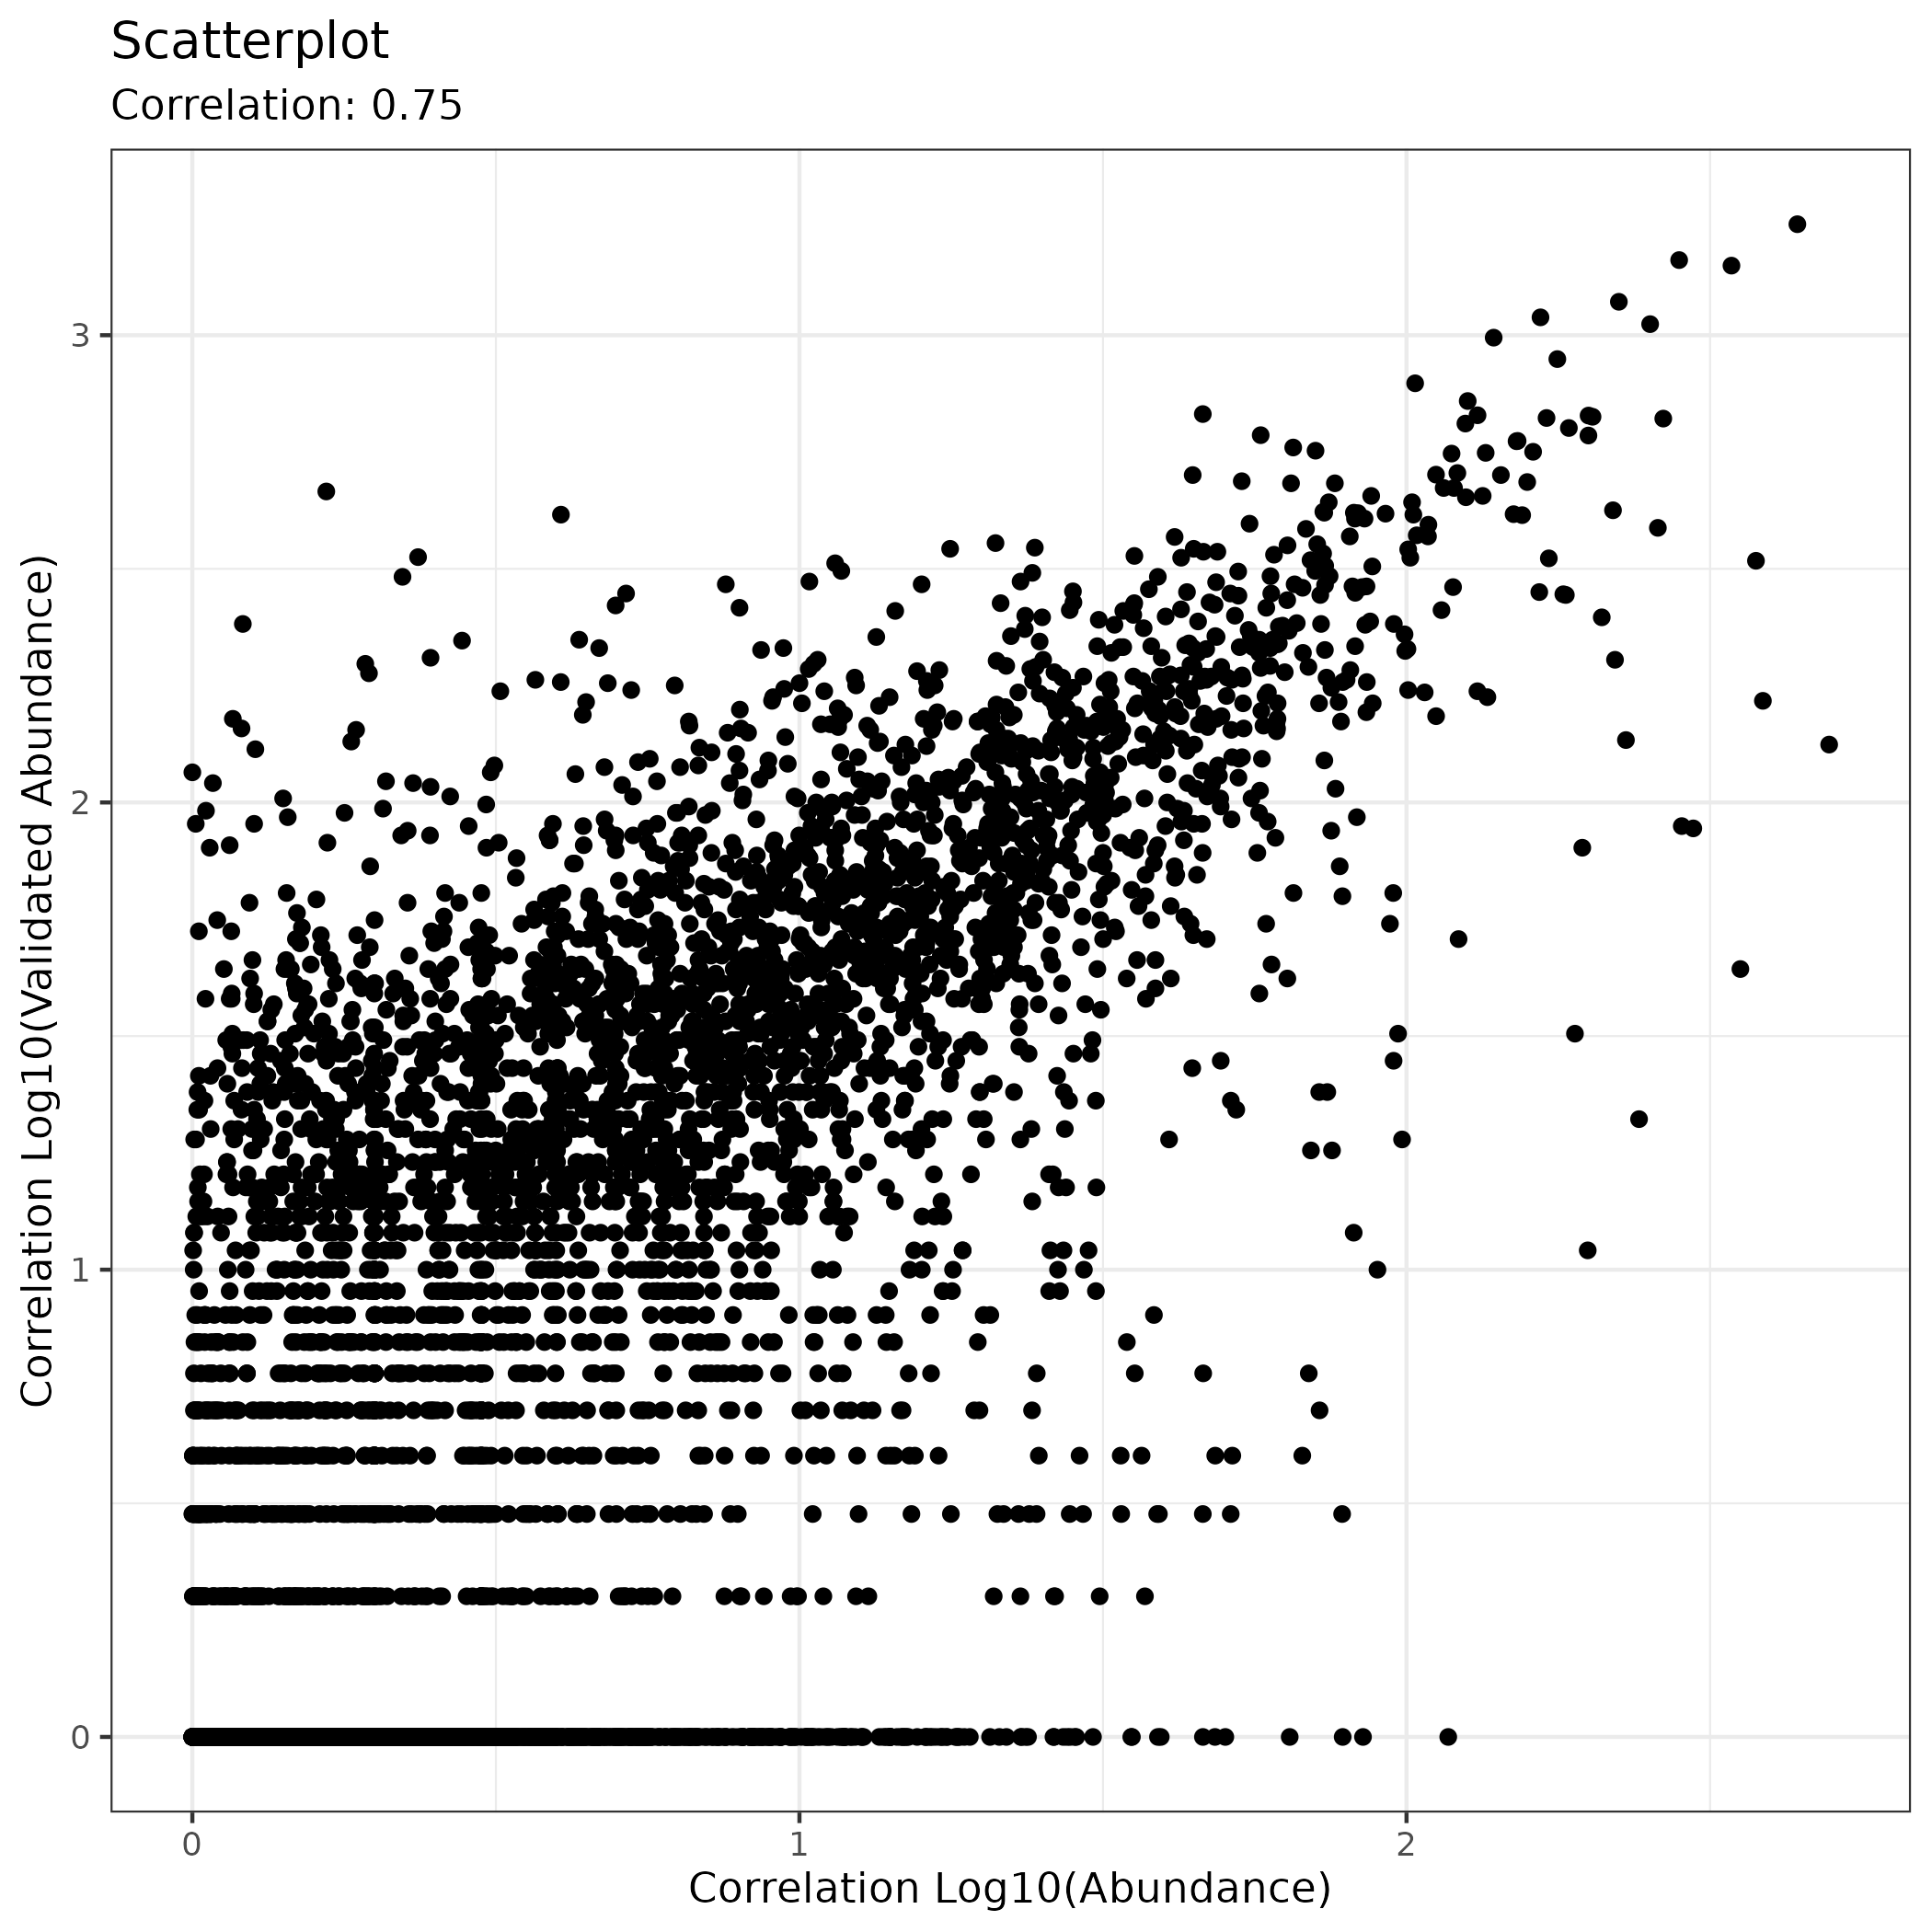 Scatterplot
Correlation: 0.75
Correlation Log10(Validated Abundance)
3
2
1
0
0
1
2
Correlation Log10(Abundance)